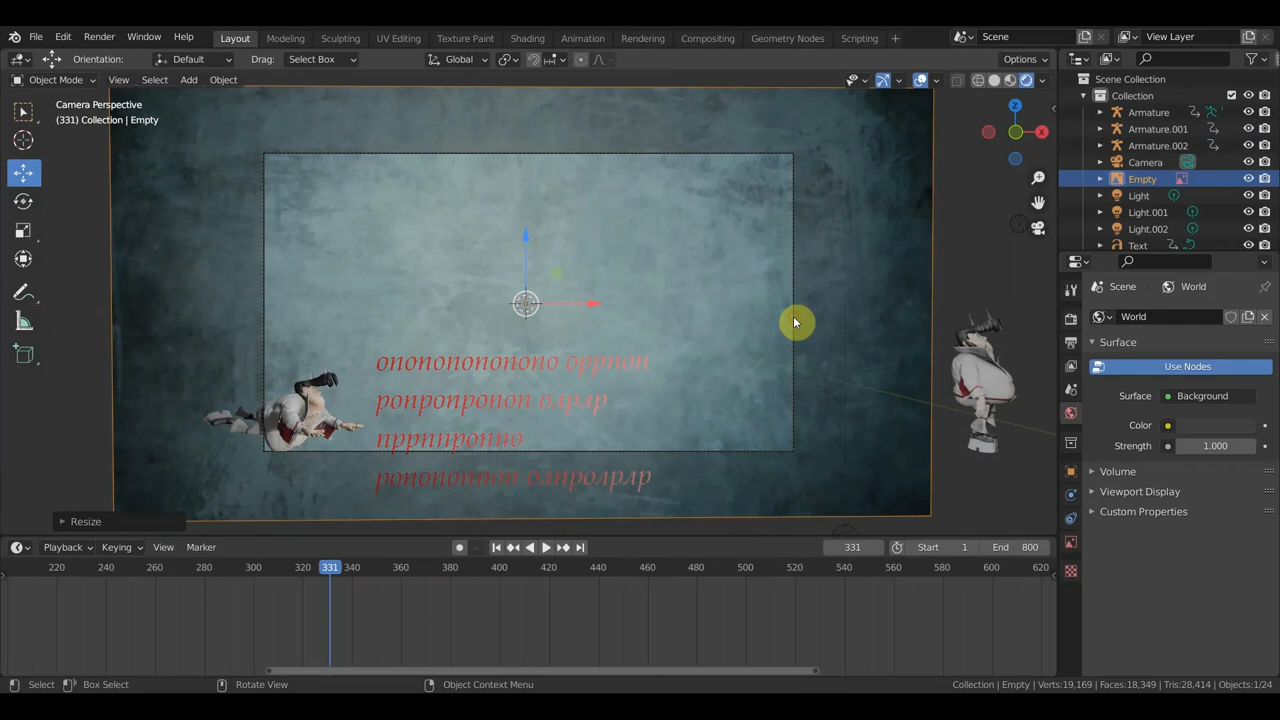 File Edit Render Window Help Layout Modeling Sculpting UV Editing Texture Paint Shading Animation Rendering Compositing Geometry Nodes Scripting + Scene View Layer
Orientation: Default Drag: Select Box Global Options
Object Mode View Select Add Object
Scene Collection
Collection
Armature
Armature.001
Armature.002
Camera
Empty
Light
Light.001
Light.002
Text
Camera Perspective
(331) Collection | Empty
Z
X
опопопопопопо орропоп
ропропропоп олрлр
Resize
Scene World
World
Surface
Use Nodes
Surface Background
Color
Strength 1.000
Volume
Viewport Display
Custom Properties
Playback Keying View Marker 331 Start 1 End 800
220 240 260 280 300 320 331 340 360 380 400 420 440 460 480 500 520 540 560 580 600 620
Select Box Select Rotate View Object Context Menu Collection | Empty | Verts:19,169 | Faces:18,349 | Tris:28,414 | Objects:1/24